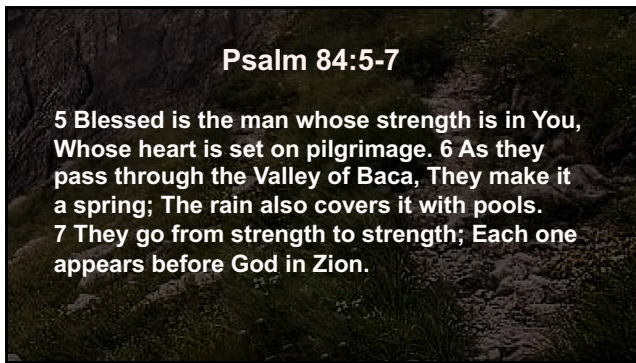 Psalm 84:5-7
5 Blessed is the man whose strength is in You,
Whose heart is set on pilgrimage. 6 As they
pass through the Valley of Baca, They make it
a spring; The rain also covers it with pools.
7 They go from strength to strength; Each one
appears before God in Zion.